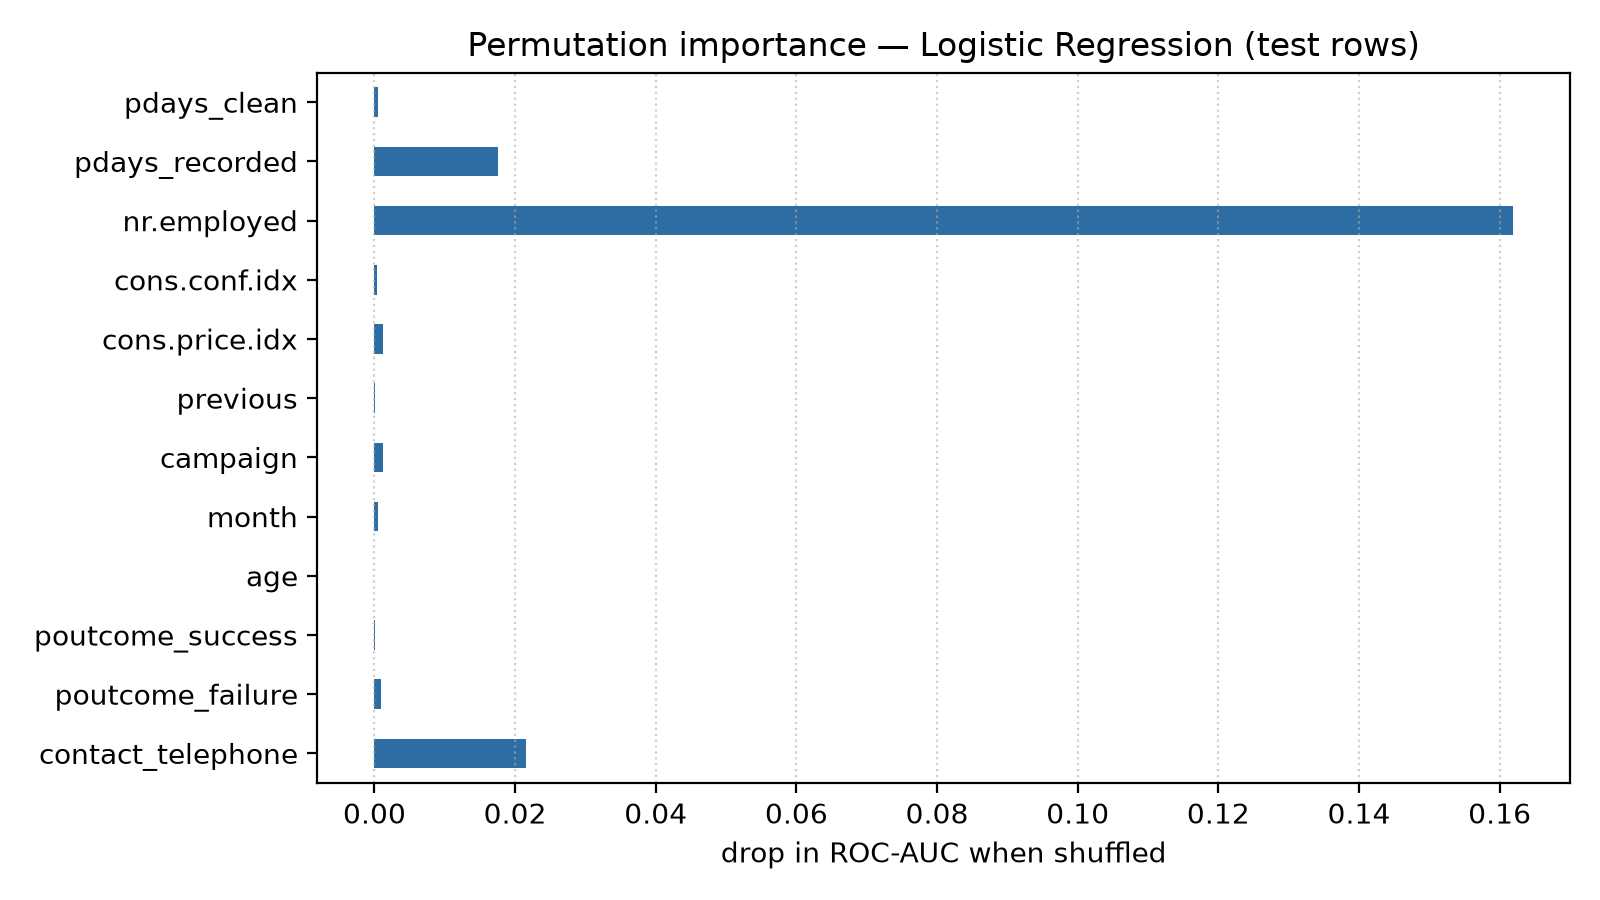 Permutation importance — Logistic Regression (test rows)
pdays_clean
pdays_recorded
nr.employed
cons.conf.idx
cons.price.idx
previous
campaign
month
age
poutcome_success
poutcome_failure
contact_telephone
0.00 0.02 0.04 0.06 0.08 0.10 0.12 0.14 0.16
drop in ROC-AUC when shuffled